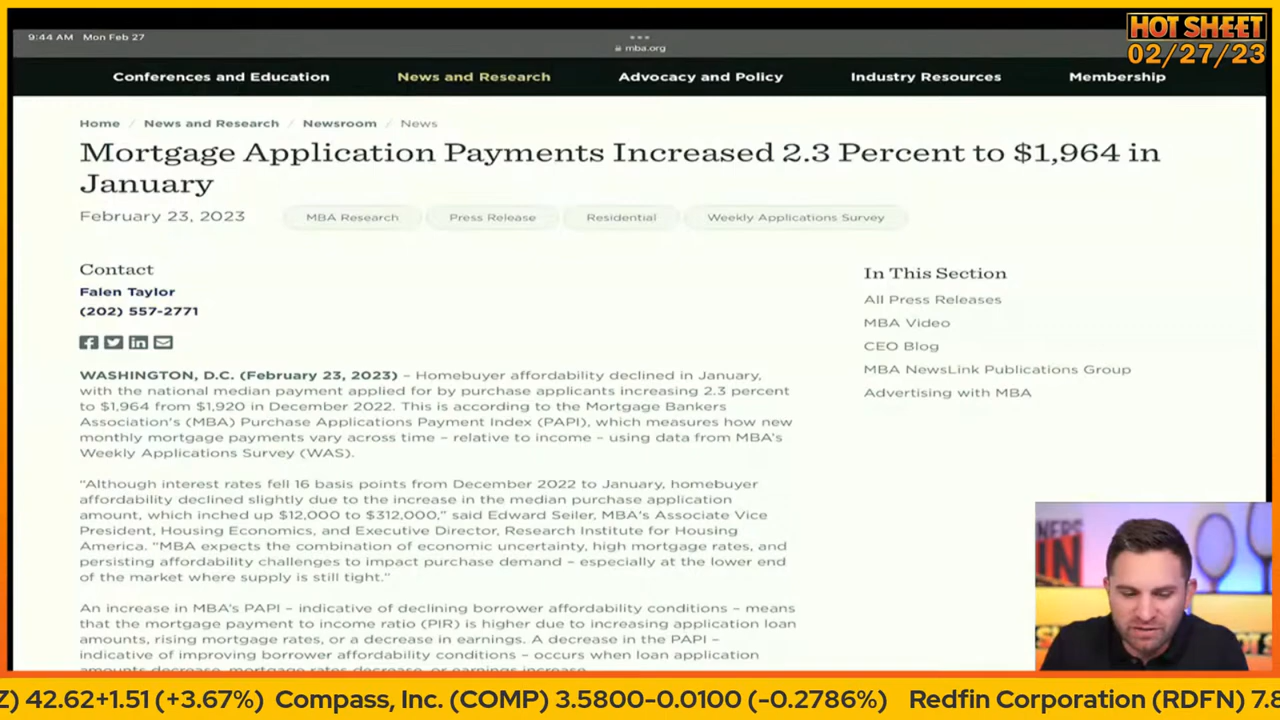 9:44 AM Mon Feb 27
mba.org
HOT SHEET
02/27/23
Conferences and Education News and Research Advocacy and Policy Industry Resources Membership
Home / News and Research / Newsroom / News
Mortgage Application Payments Increased 2.3 Percent to $1,964 in
January
February 23, 2023 MBA Research Press Release Residential Weekly Applications Survey
Contact
Falen Taylor
(202) 557-2771
In This Section
All Press Releases
MBA Video
CEO Blog
MBA NewsLink Publications Group
Advertising with MBA
WASHINGTON, D.C. (February 23, 2023) – Homebuyer affordability declined in January,
with the national median payment applied for by purchase applicants increasing 2.3 percent
to $1,964 from $1,920 in December 2022. This is according to the Mortgage Bankers
Association's (MBA) Purchase Applications Payment Index (PAPI), which measures how new
monthly mortgage payments vary across time – relative to income – using data from MBA's
Weekly Applications Survey (WAS).
"Although interest rates fell 16 basis points from December 2022 to January, homebuyer
affordability declined slightly due to the increase in the median purchase application
amount, which inched up $12,000 to $312,000," said Edward Seiler, MBA's Associate Vice
President, Housing Economics, and Executive Director, Research Institute for Housing
America. "MBA expects the combination of economic uncertainty, high mortgage rates, and
persisting affordability challenges to impact purchase demand – especially at the lower end
of the market where supply is still tight."
An increase in MBA's PAPI – indicative of declining borrower affordability conditions – means
that the mortgage payment to income ratio (PIR) is higher due to increasing application loan
amounts, rising mortgage rates, or a decrease in earnings. A decrease in the PAPI –
indicative of improving borrower affordability conditions – occurs when loan application
amounts decrease, mortgage rates decrease, or earnings increase.
Z) 42.62+1.51 (+3.67%) Compass, Inc. (COMP) 3.5800-0.0100 (-0.2786%) Redfin Corporation (RDFN) 7.8